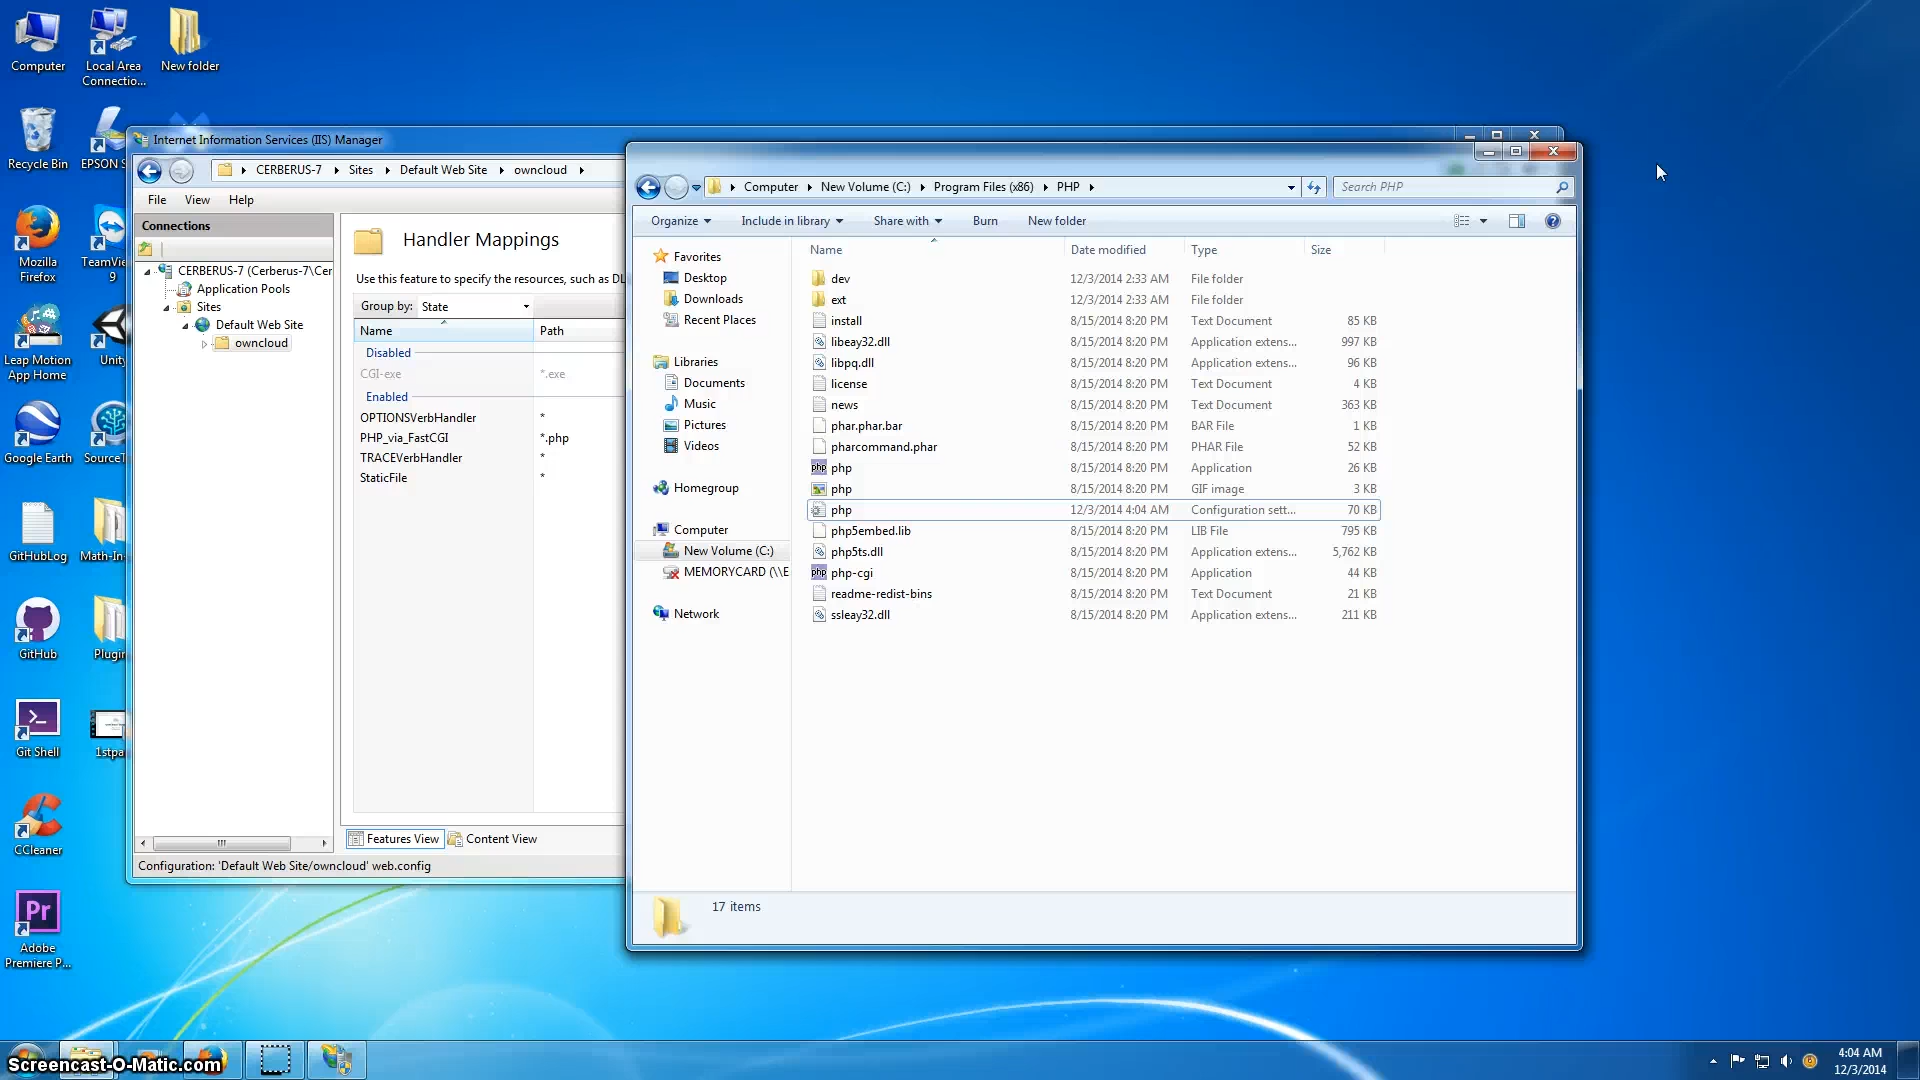 Computer
Local Area
Connectio...
New folder
Recycle Bin
EPSON S
Mozilla
Firefox
TeamVie
9
Leap Motion
App Home
Unity
Google Earth
SourceT
GitHubLog
Math-In-
GitHub
Plugin
Git Shell
1stpa
CCleaner
Pr
Adobe
Premiere P...
Internet Information Services (IIS) Manager
CERBERUS-7
Sites
Default Web Site
owncloud
File
View
Help
Connections
CERBERUS-7 (Cerberus-7\Cer
Application Pools
Sites
Default Web Site
owncloud
Handler Mappings
Use this feature to specify the resources, such as DL
Group by: State
Name Path
Disabled
CGI-exe *.exe
Enabled
OPTIONSVerbHandler *
PHP_via_FastCGI *.php
TRACEVerbHandler *
StaticFile *
Features View
Content View
Configuration: 'Default Web Site/owncloud' web.config
Computer
New Volume (C:)
Program Files (x86)
PHP
Search PHP
Organize
Include in library
Share with
Burn
New folder
Favorites
Desktop
Downloads
Recent Places
Libraries
Documents
Music
Pictures
Videos
Homegroup
Computer
New Volume (C:)
MEMORYCARD (\\E
Network
Name Date modified Type Size
dev 12/3/2014 2:33 AM File folder
ext 12/3/2014 2:33 AM File folder
install 8/15/2014 8:20 PM Text Document 85 KB
libeay32.dll 8/15/2014 8:20 PM Application extens... 997 KB
libpq.dll 8/15/2014 8:20 PM Application extens... 96 KB
license 8/15/2014 8:20 PM Text Document 4 KB
news 8/15/2014 8:20 PM Text Document 363 KB
phar.phar.bar 8/15/2014 8:20 PM BAR File 1 KB
pharcommand.phar 8/15/2014 8:20 PM PHAR File 52 KB
php php 8/15/2014 8:20 PM Application 26 KB
php 8/15/2014 8:20 PM GIF image 3 KB
php 12/3/2014 4:04 AM Configuration sett... 70 KB
php5embed.lib 8/15/2014 8:20 PM LIB File 795 KB
php5ts.dll 8/15/2014 8:20 PM Application extens... 5,762 KB
php php-cgi 8/15/2014 8:20 PM Application 44 KB
readme-redist-bins 8/15/2014 8:20 PM Text Document 21 KB
ssleay32.dll 8/15/2014 8:20 PM Application extens... 211 KB
17 items
Screencast-O-Matic.com
4:04 AM
12/3/2014